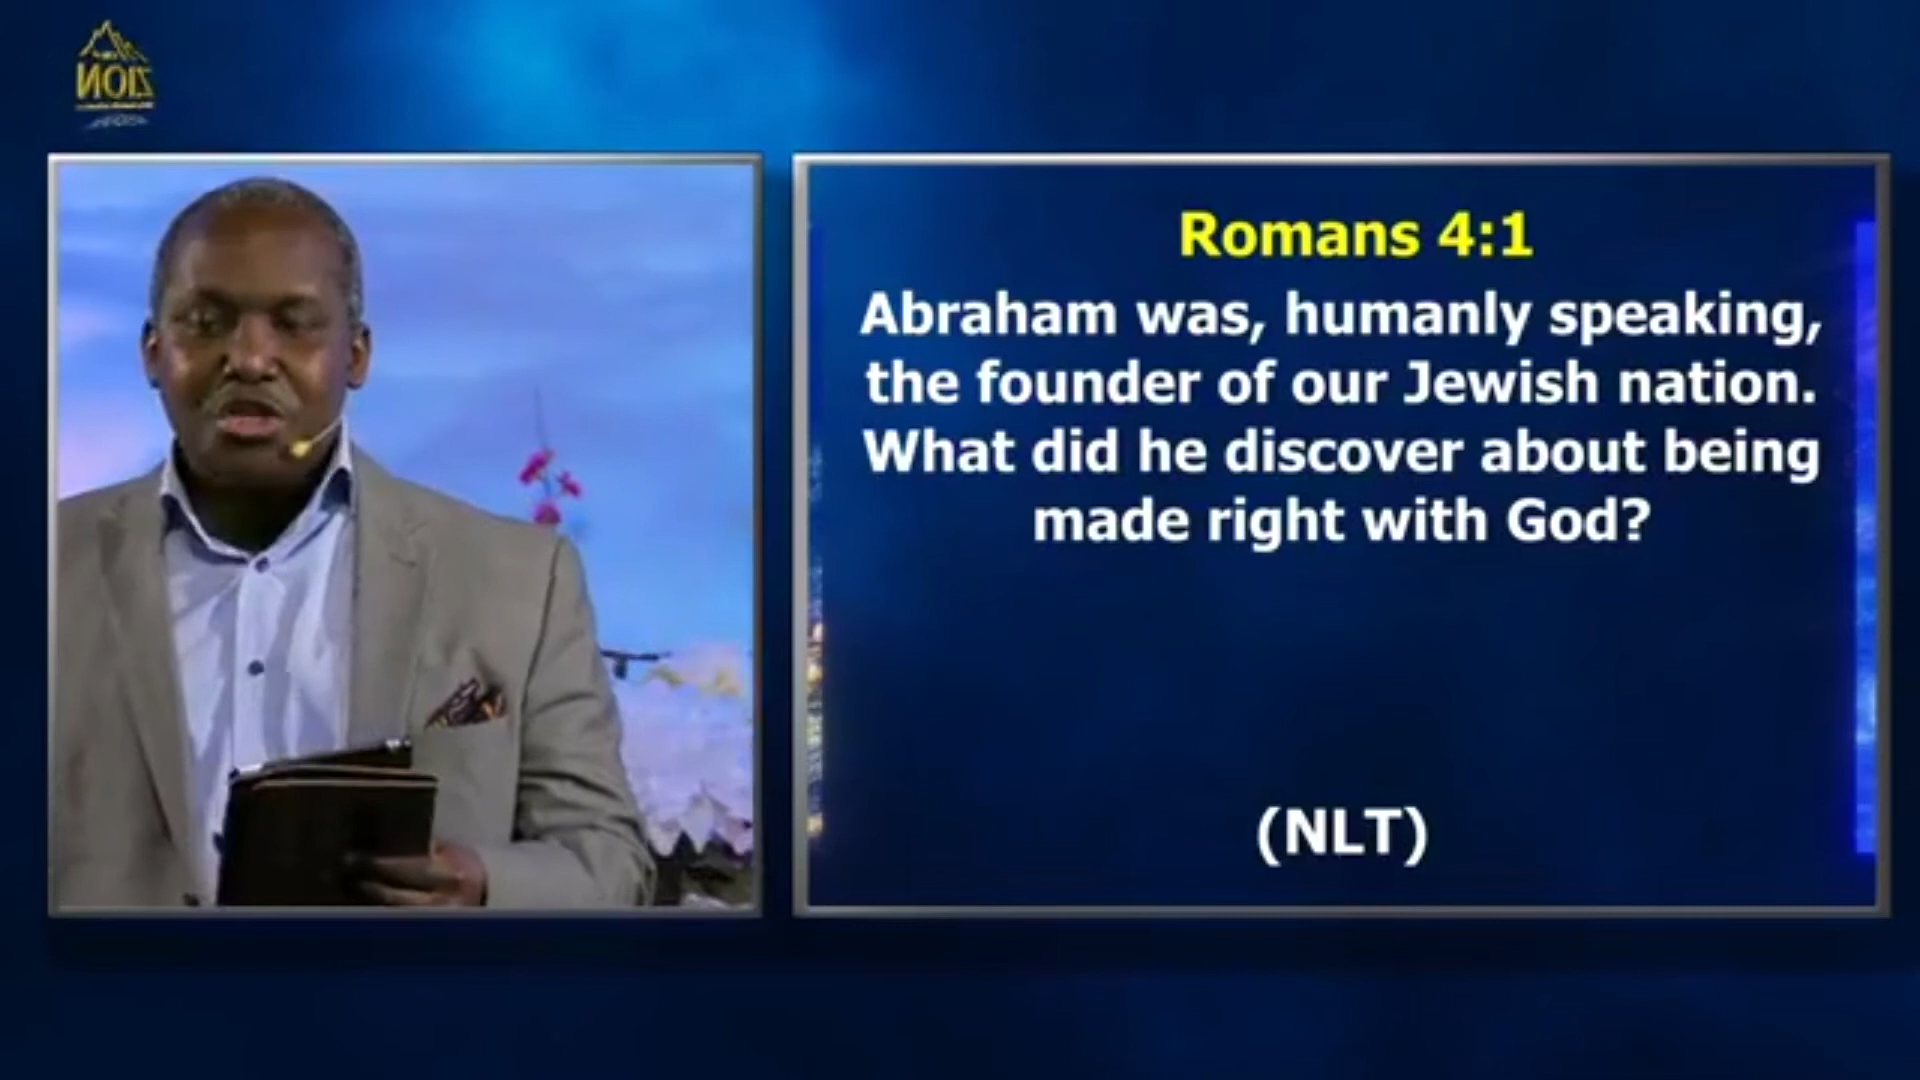 ZION
Romans 4:1
Abraham was, humanly speaking,
the founder of our Jewish nation.
What did he discover about being
made right with God?
(NLT)